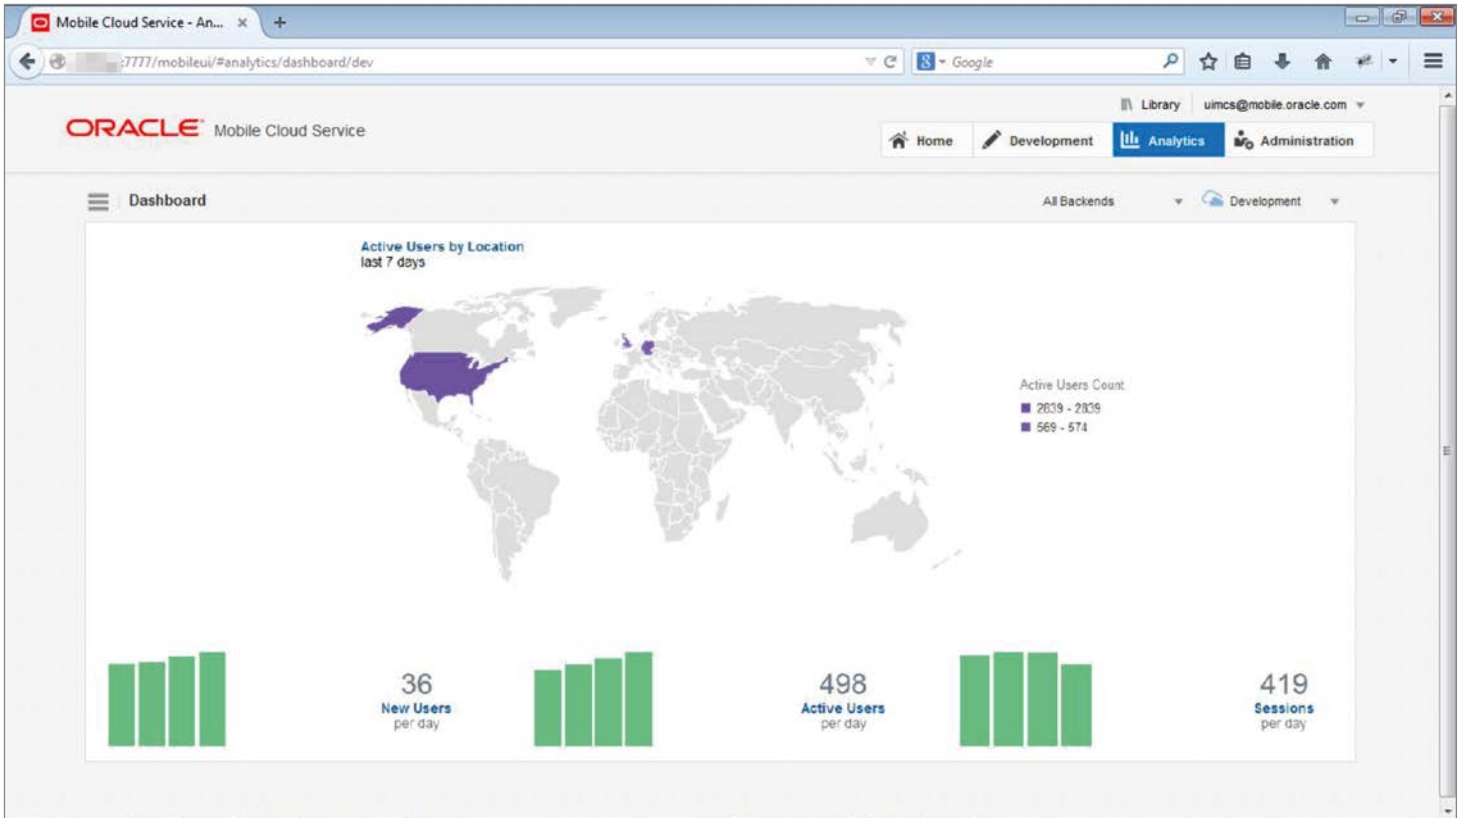 Mobile Cloud Service - An...
:7777/mobileui/#analytics/dashboard/dev
Google
Library uimcs@mobile.oracle.com
ORACLE Mobile Cloud Service
Home Development Analytics Administration
Dashboard All Backends Development
Active Users by Location
last 7 days
Active Users Count
2839 - 2839
569 - 574
36 498 419
New Users Active Users Sessions
per day per day per day